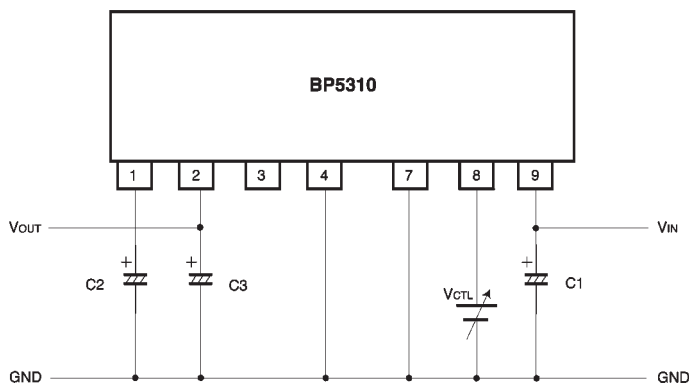 BP5310
1 2 3 4 7 8 9
VOUT VIN
+ + +
C2 C3 C1
VCTL
GND GND